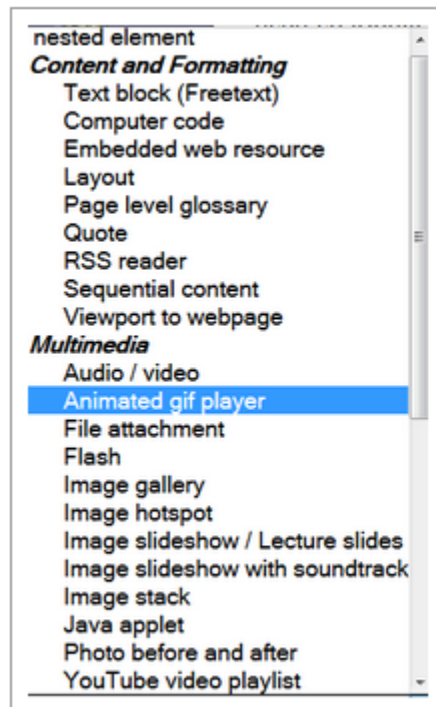 nested element
Content and Formatting
Text block (Freetext)
Computer code
Embedded web resource
Layout
Page level glossary
Quote
RSS reader
Sequential content
Viewport to webpage
Multimedia
Audio / video
Animated gif player
File attachment
Flash
Image gallery
Image hotspot
Image slideshow / Lecture slides
Image slideshow with soundtrack
Image stack
Java applet
Photo before and after
YouTube video playlist